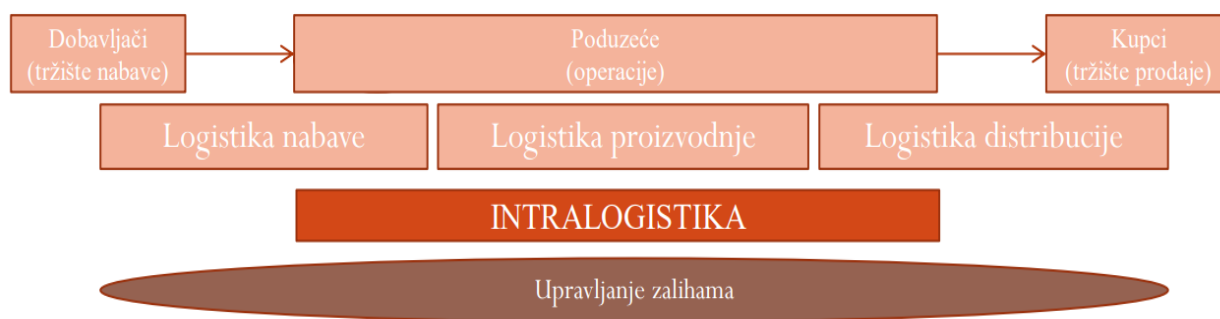 Dobavljači
(tržište nabave)
Poduzeće
(operacije)
Kupci
(tržište prodaje)
Logistika nabave
Logistika proizvodnje
Logistika distribucije
INTRALOGISTIKA
Upravljanje zalihama